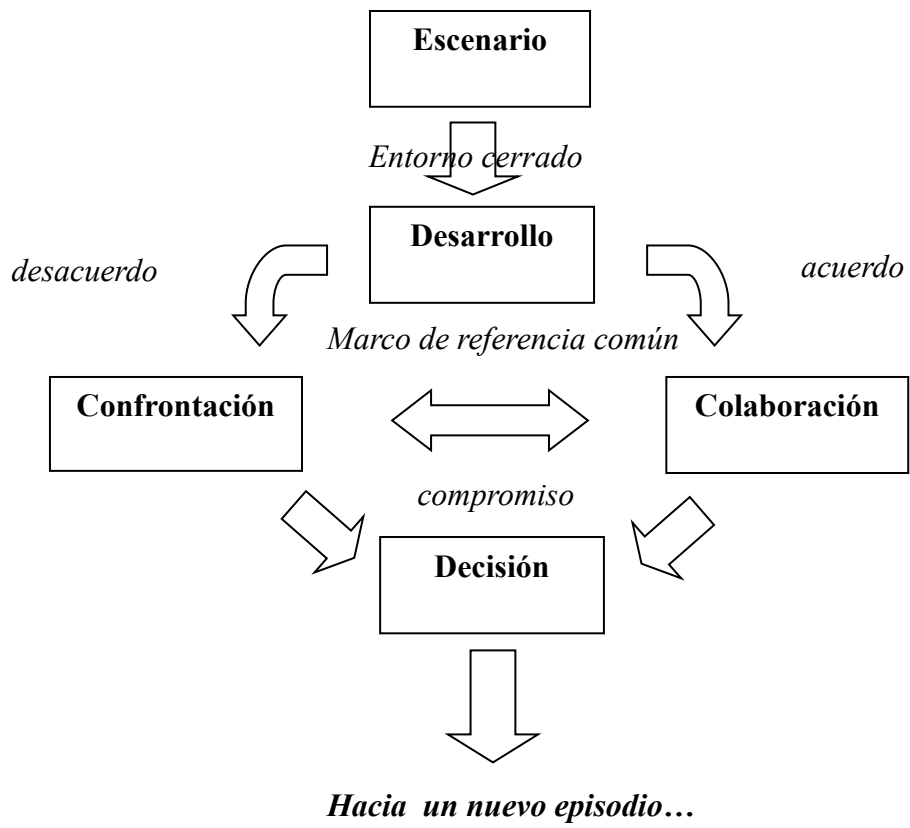 Escenario
Entorno cerrado
Desarrollo
desacuerdo
acuerdo
Marco de referencia común
Confrontación
Colaboración
compromiso
Decisión
Hacia un nuevo episodio…